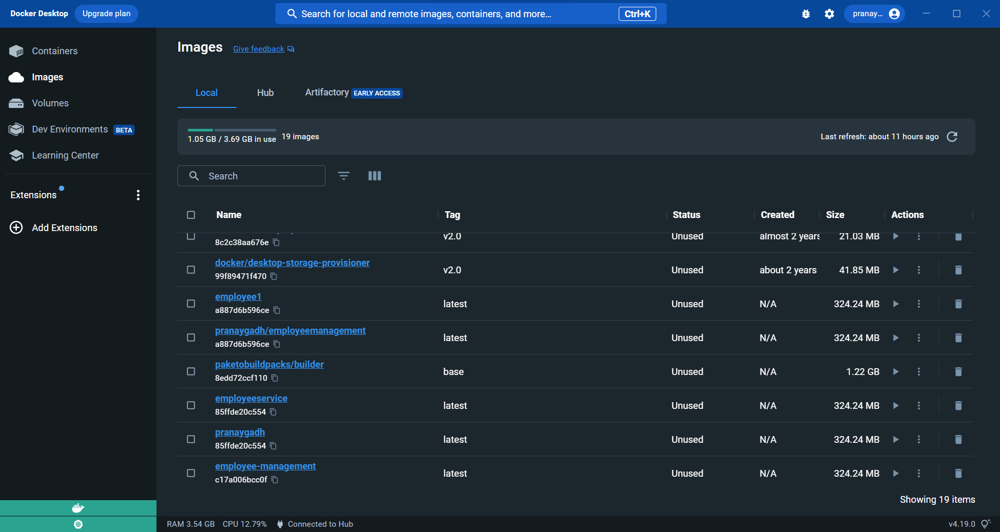 Docker Desktop Upgrade plan Search for local and remote images, containers, and more... Ctrl+K pranay...
Containers
Images
Volumes
Dev Environments BETA
Learning Center
Extensions
Add Extensions
Images Give feedback
Local Hub Artifactory EARLY ACCESS
1.05 GB / 3.69 GB in use 19 images Last refresh: about 11 hours ago
Search
Name Tag Status Created Size Actions
8c2c38aa676e v2.0 Unused almost 2 years 21.03 MB
docker/desktop-storage-provisioner
99f89471f470 v2.0 Unused about 2 years 41.85 MB
employee1
a887d6b596ce latest Unused N/A 324.24 MB
pranaygadh/employeemanagement
a887d6b596ce latest Unused N/A 324.24 MB
paketobuildpacks/builder
8edd72ccf110 base Unused N/A 1.22 GB
employeeservice
85ffde20c554 latest Unused N/A 324.24 MB
pranaygadh
85ffde20c554 latest Unused N/A 324.24 MB
employee-management
c17a006bcc0f latest Unused N/A 324.24 MB
Showing 19 items
RAM 3.54 GB CPU 12.79% Connected to Hub v4.19.0